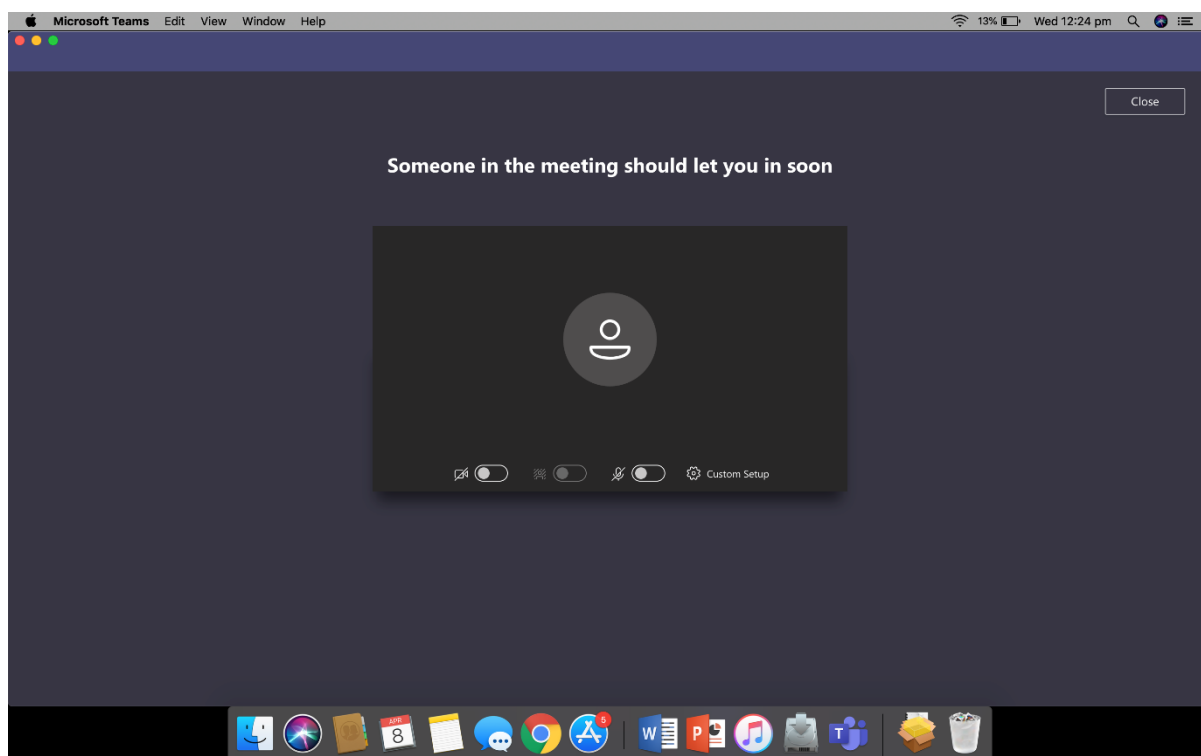 Microsoft Teams Edit View Window Help 13% Wed 12:24 pm
Close
Someone in the meeting should let you in soon
Custom Setup
APR
8
5
W
P
T